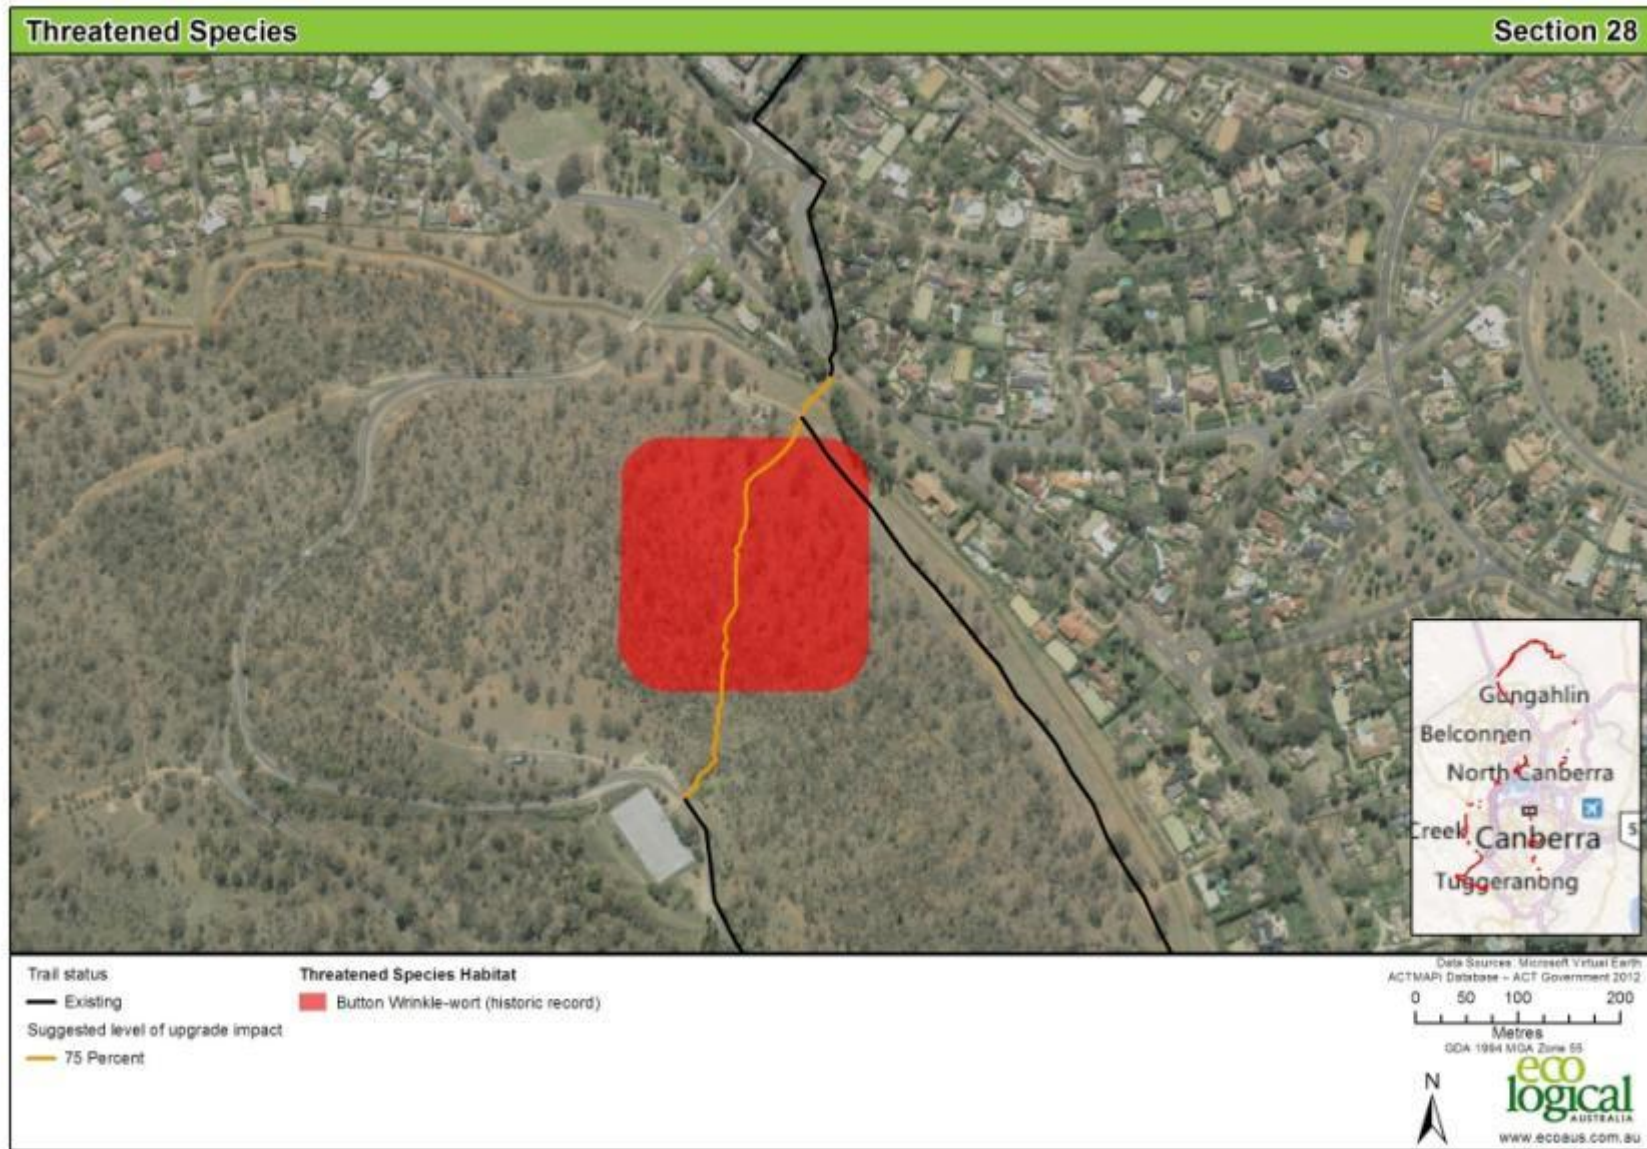 Threatened Species
Section 28
Gungahlin
Belconnen
North Canberra
Creek
Canberra
Tuggeranong
5
Trail status
Existing
Suggested level of upgrade impact
75 Percent
Threatened Species Habitat
Button Wrinkle-wort (historic record)
Data Sources: Microsoft Virtual Earth
ACTMAPi Database - ACT Government 2012
0 50 100 200
Metres
GDA 1994 MGA Zone 55
N
eco
logical
AUSTRALIA
www.ecoaus.com.au